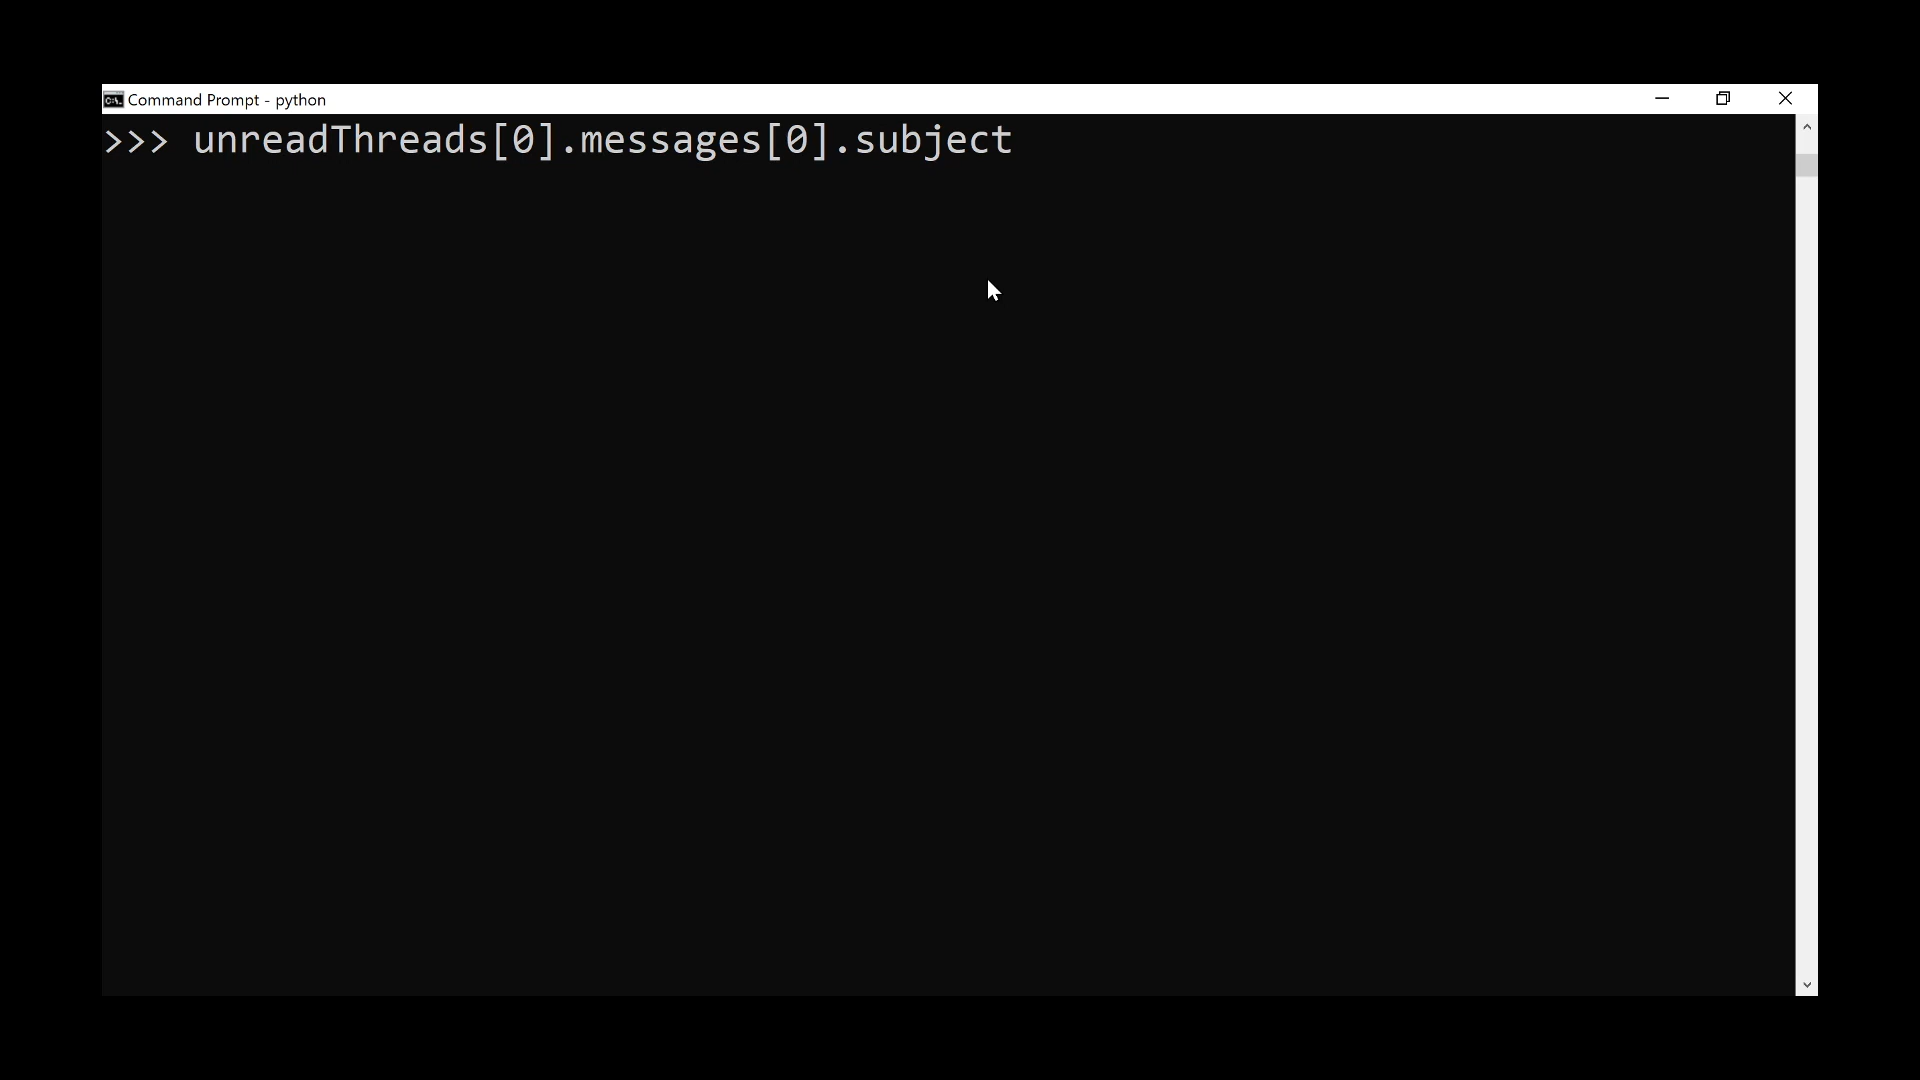 Command Prompt - python
>>> unreadThreads[0].messages[0].subject